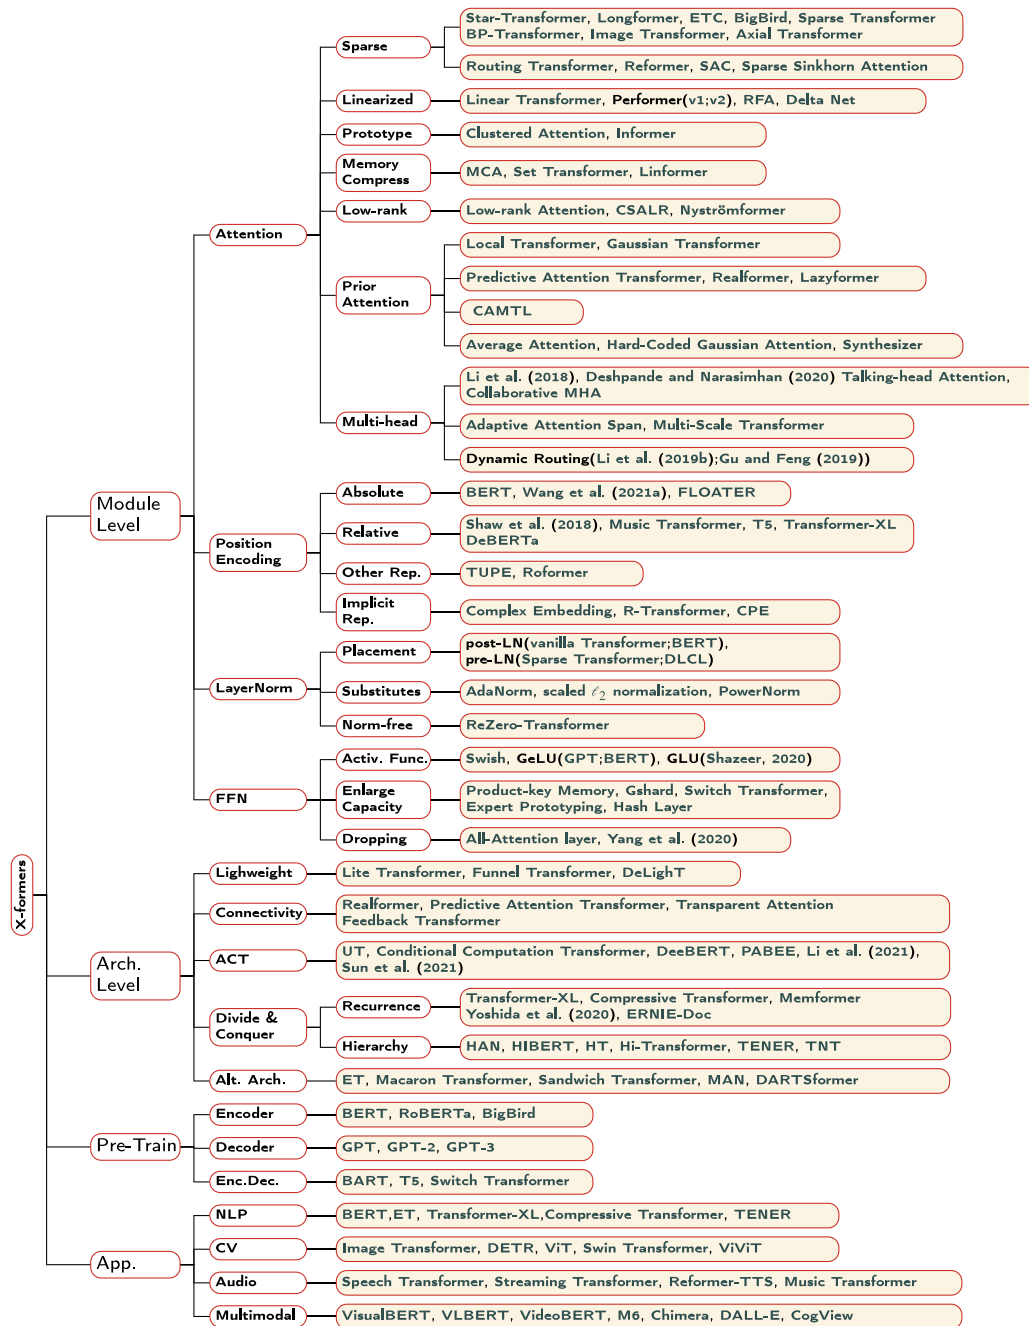 X-formers
Module
Level
Attention
Sparse
Star-Transformer, Longformer, ETC, BigBird, Sparse Transformer
BP-Transformer, Image Transformer, Axial Transformer
Routing Transformer, Reformer, SAC, Sparse Sinkhorn Attention
Linearized
Linear Transformer, Performer(v1;v2), RFA, Delta Net
Prototype
Clustered Attention, Informer
Memory
Compress
MCA, Set Transformer, Linformer
Low-rank
Low-rank Attention, CSALR, Nyströmformer
Prior
Attention
Local Transformer, Gaussian Transformer
Predictive Attention Transformer, Realformer, Lazyformer
CAMTL
Average Attention, Hard-Coded Gaussian Attention, Synthesizer
Multi-head
Li et al. (2018), Deshpande and Narasimhan (2020) Talking-head Attention,
Collaborative MHA
Adaptive Attention Span, Multi-Scale Transformer
Dynamic Routing(Li et al. (2019b);Gu and Feng (2019))
Position
Encoding
Absolute
BERT, Wang et al. (2021a), FLOATER
Relative
Shaw et al. (2018), Music Transformer, T5, Transformer-XL
DeBERTa
Other Rep.
TUPE, Roformer
Implicit
Rep.
Complex Embedding, R-Transformer, CPE
LayerNorm
Placement
post-LN(vanilla Transformer;BERT),
pre-LN(Sparse Transformer;DLCL)
Substitutes
AdaNorm, scaled ℓ2 normalization, PowerNorm
Norm-free
ReZero-Transformer
FFN
Activ. Func.
Swish, GeLU(GPT;BERT), GLU(Shazeer, 2020)
Enlarge
Capacity
Product-key Memory, Gshard, Switch Transformer,
Expert Prototyping, Hash Layer
Dropping
All-Attention layer, Yang et al. (2020)
Arch.
Level
Lighweight
Lite Transformer, Funnel Transformer, DeLighT
Connectivity
Realformer, Predictive Attention Transformer, Transparent Attention
Feedback Transformer
ACT
UT, Conditional Computation Transformer, DeeBERT, PABEE, Li et al. (2021),
Sun et al. (2021)
Divide &
Conquer
Recurrence
Transformer-XL, Compressive Transformer, Memformer
Yoshida et al. (2020), ERNIE-Doc
Hierarchy
HAN, HIBERT, HT, Hi-Transformer, TENER, TNT
Alt. Arch.
ET, Macaron Transformer, Sandwich Transformer, MAN, DARTSformer
Pre-Train
Encoder
BERT, RoBERTa, BigBird
Decoder
GPT, GPT-2, GPT-3
Enc.Dec.
BART, T5, Switch Transformer
App.
NLP
BERT,ET, Transformer-XL,Compressive Transformer, TENER
CV
Image Transformer, DETR, ViT, Swin Transformer, ViViT
Audio
Speech Transformer, Streaming Transformer, Reformer-TTS, Music Transformer
Multimodal
VisualBERT, VLBERT, VideoBERT, M6, Chimera, DALL-E, CogView